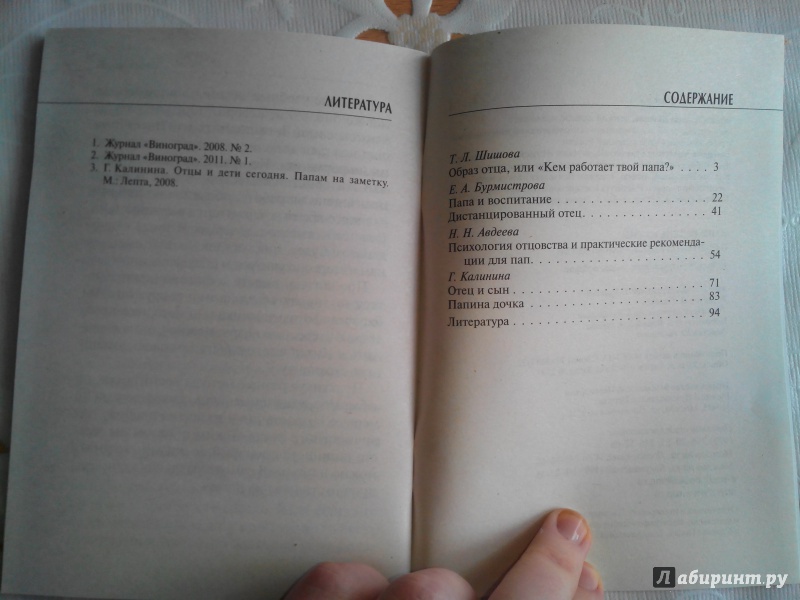 ЛИТЕРАТУРА
1. Журнал «Виноград». 2008. № 2.
2. Журнал «Виноград». 2011. № 1.
3. Г. Калинина. Отцы и дети сегодня. Папам на заметку.
М.: Лепта, 2008.
СОДЕРЖАНИЕ
Т. Л. Шишова
Образ отца, или «Кем работает твой папа?» . . . . 3
Е. А. Бурмистрова
Папа и воспитание . . . . . . . . . . . . . . . . . . . . . 22
Дистанцированный отец. . . . . . . . . . . . . . . . . 41
Н. Н. Авдеева
Психология отцовства и практические рекоменда-
ции для пап. . . . . . . . . . . . . . . . . . . . . . . . 54
Г. Калинина
Отец и сын . . . . . . . . . . . . . . . . . . . . . . . . . . 71
Папина дочка . . . . . . . . . . . . . . . . . . . . . . . . 83
Литература . . . . . . . . . . . . . . . . . . . . . . . . . . 94
Лабиринт.ру